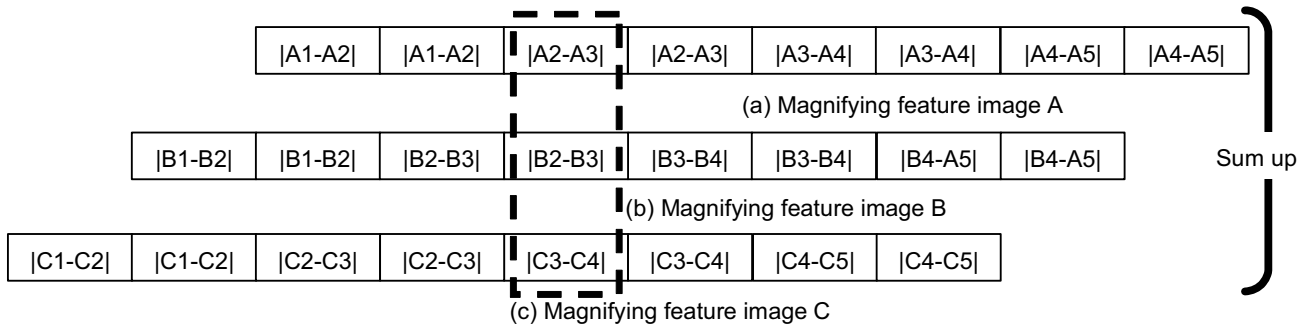 |A1-A2| |A1-A2| |A2-A3| |A2-A3| |A3-A4| |A3-A4| |A4-A5| |A4-A5|
(a) Magnifying feature image A
|B1-B2| |B1-B2| |B2-B3| |B2-B3| |B3-B4| |B3-B4| |B4-A5| |B4-A5|
Sum up
(b) Magnifying feature image B
|C1-C2| |C1-C2| |C2-C3| |C2-C3| |C3-C4| |C3-C4| |C4-C5| |C4-C5|
(c) Magnifying feature image C